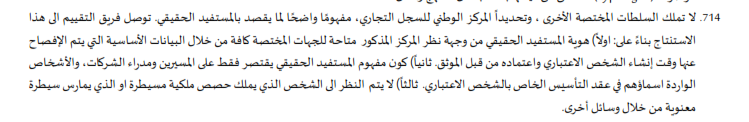 714. لا تملك السلطات المختصة الأخرى ، وتحديداً المركز الوطني للسجل التجاري، مفهومًا واضحًا لما يقصد بالمستفيد الحقيقي. توصل فريق التقييم الى هذا
الاستنتاج بناءً على: اولاً) هوية المستفيد الحقيقي من وجهة نظر المركز المذكور متاحة للجهات المختصة كافة من خلال البيانات الأساسية التي يتم الإفصاح
عنها وقت إنشاء الشخص الاعتباري واعتماده من قبل الموثق. ثانياً) كون مفهوم المستفيد الحقيقي يقتصر فقط على المسيرين ومدراء الشركات، والأشخاص
الواردة اسماؤهم في عقد التأسيس الخاص بالشخص الاعتباري. ثالثاً) لا يتم النظر الى الشخص الذي يملك حصص ملكية مسيطرة او الذي يمارس سيطرة
معنوية من خلال وسائل أخرى.